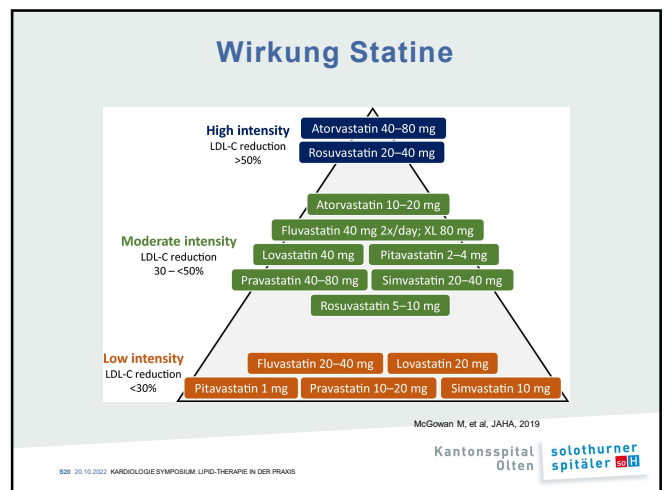 Wirkung Statine
High intensity
LDL-C reduction
>50%
Atorvastatin 40–80 mg
Rosuvastatin 20–40 mg
Moderate intensity
LDL-C reduction
30 – <50%
Atorvastatin 10–20 mg
Fluvastatin 40 mg 2x/day; XL 80 mg
Lovastatin 40 mg Pitavastatin 2–4 mg
Pravastatin 40–80 mg Simvastatin 20–40 mg
Rosuvastatin 5–10 mg
Low intensity
LDL-C reduction
<30%
Fluvastatin 20–40 mg Lovastatin 20 mg
Pitavastatin 1 mg Pravastatin 10–20 mg Simvastatin 10 mg
McGowan M, et al, JAHA, 2019
S20 20.10.2022 KARDIOLOGIE SYMPOSIUM: LIPID-THERAPIE IN DER PRAXIS
Kantonsspital
Olten
solothurner
spitäler soH